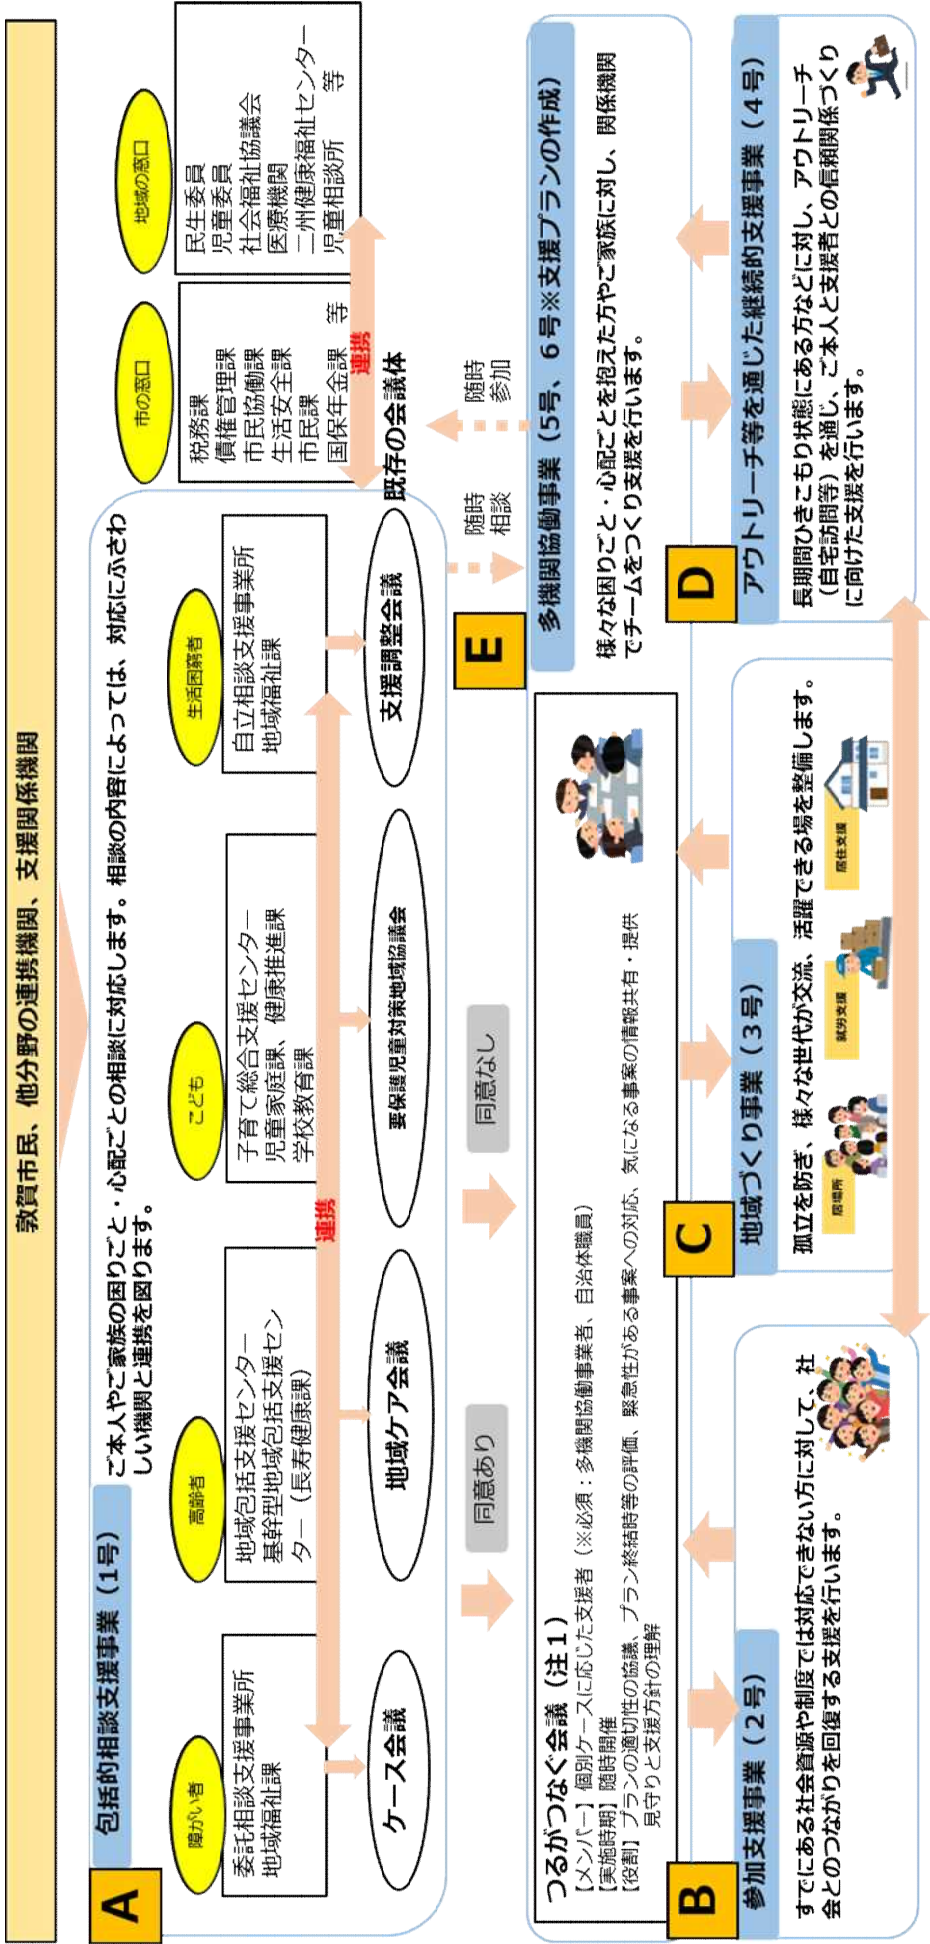 敦賀市民、他分野の連携機関、支援関係機関
A
包括的相談支援事業（1号）
ご本人やご家族の困りごと・心配ごとの相談に対応します。相談の内容によっては、対応にふさわ
しい機関と連携を図ります。
障がい者
委託相談支援事業所
地域福祉課
高齢者
地域包括支援センター
基幹型地域包括支援セン
ター（長寿健康課）
こども
子育て総合支援センター
児童家庭課、健康推進課
学校教育課
生活困窮者
自立相談支援事業所
地域福祉課
市の窓口
税務課
債権管理課
市民協働課
生活安全課
市民課
国保年金課 等
地域の窓口
民生委員
児童委員
社会福祉協議会
医療機関
二州健康福祉センター
児童相談所 等
連携
連携
ケース会議
地域ケア会議
要保護児童対策地域協議会
支援調整会議
既存の会議体
同意あり
同意なし
随時
相談
随時
参加
E
多機関協働事業（5号、6号※支援プランの作成）
様々な困りごと・心配ごとを抱えた方やご家族に対し、関係機関
でチームをつくり支援を行います。
つるがつなぐ会議（注１）
【メンバー】個別ケースに応じた支援者（※必須：多機関協働事業者、自治体職員）
【実施時期】随時開催
【役割】プランの適切性の協議、プラン終結時等の評価、緊急性がある事案への対応、気になる事案の情報共有・提供
見守りと支援方針の理解
B
参加支援事業（2号）
すでにある社会資源や制度では対応できない方に対して、社
会とのつながりを回復する支援を行います。
C
地域づくり事業（3号）
孤立を防ぎ、様々な世代が交流、活躍できる場を整備します。
居場所
就労支援
居住支援
D
アウトリーチ等を通じた継続的支援事業（4号）
長期間ひきこもり状態にある方などに対し、アウトリーチ
（自宅訪問等）を通じ、ご本人と支援者との信頼関係づくり
に向けた支援を行います。